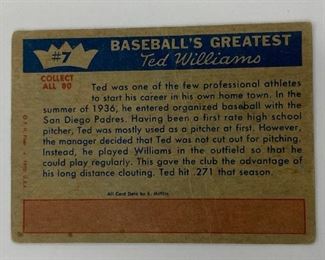 #7
BASEBALL'S GREATEST
Ted Williams
COLLECT
ALL 80
Ted was one of the few professional athletes
to start his career in his own home town. In the
summer of 1936, he entered organized baseball with the
San Diego Padres. Having been a first rate high school
pitcher, Ted was mostly used as a pitcher at first. However,
the manager decided that Ted was not cut out for pitching.
Instead, he played Williams in the outfield so that he
could play regularly. This gave the club the advantage of
his long distance clouting. Ted hit .271 that season.
All Card Data by S. Mifflin